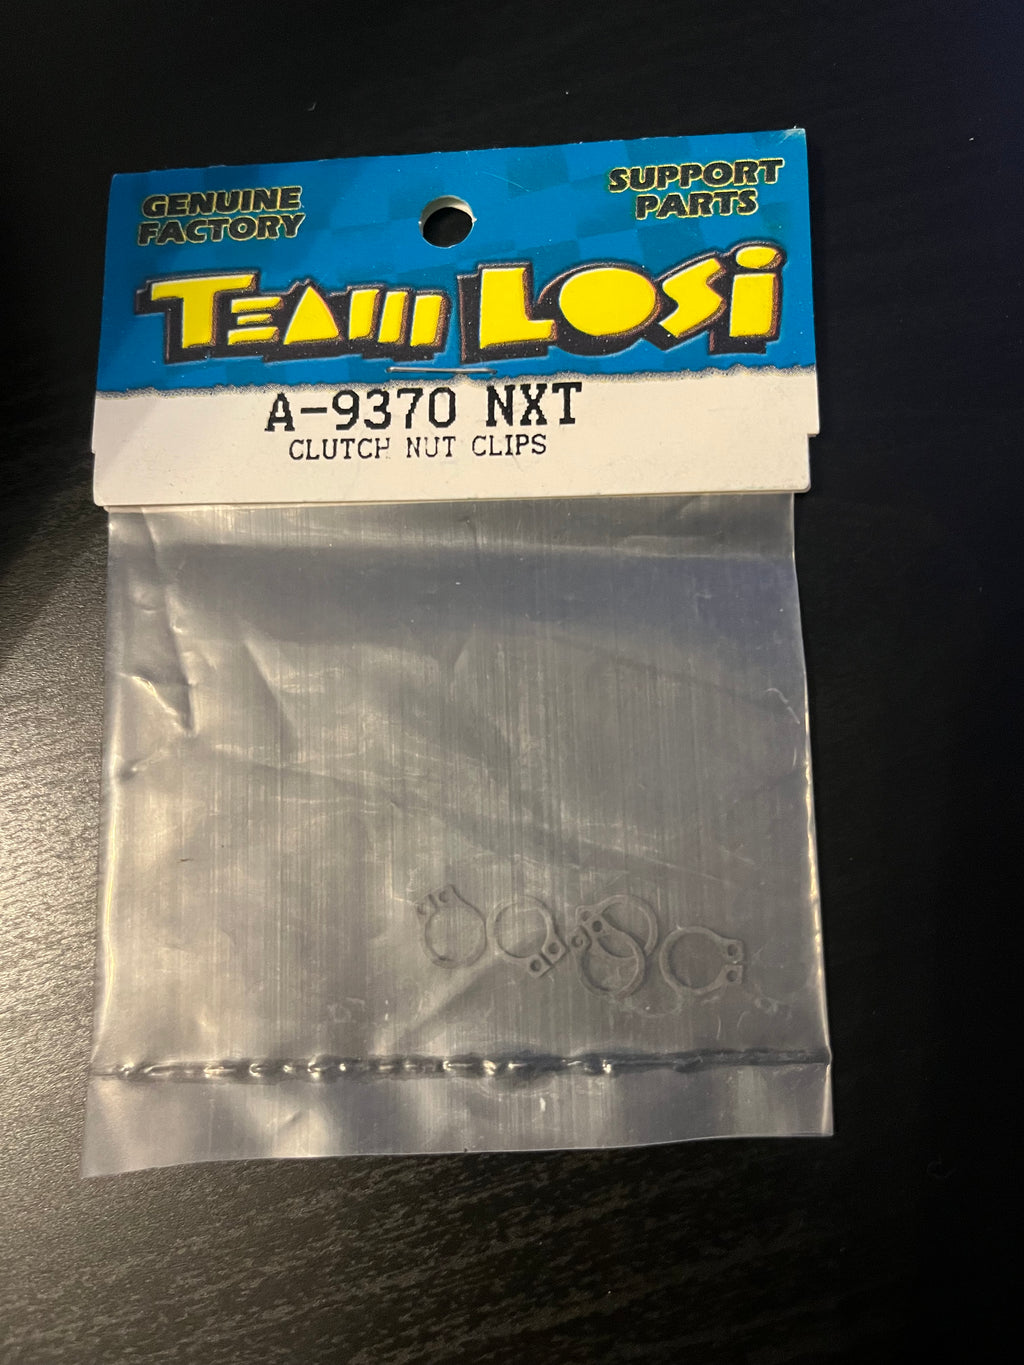 GENUINE
FACTORY
SUPPORT
PARTS
TEAM LOSI
A-9370 NXT
CLUTCH NUT CLIPS